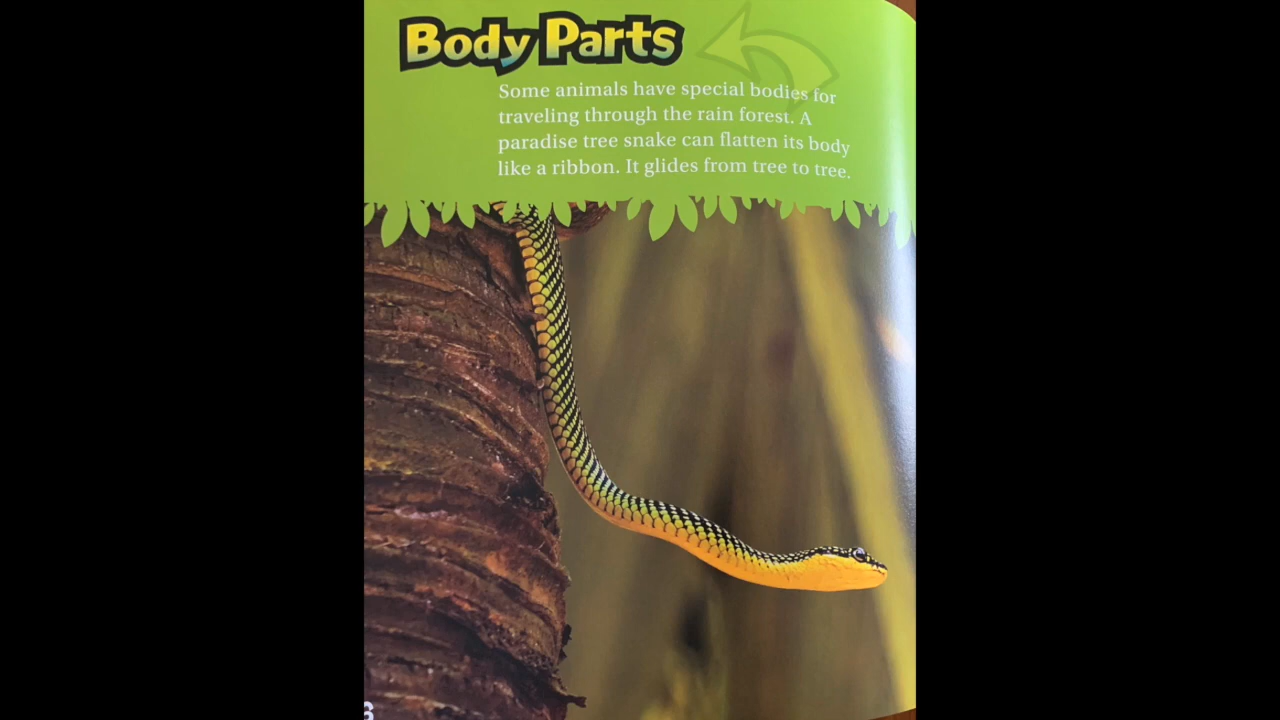 Body Parts
Some animals have special bodies for
traveling through the rain forest. A
paradise tree snake can flatten its body
like a ribbon. It glides from tree to tree.